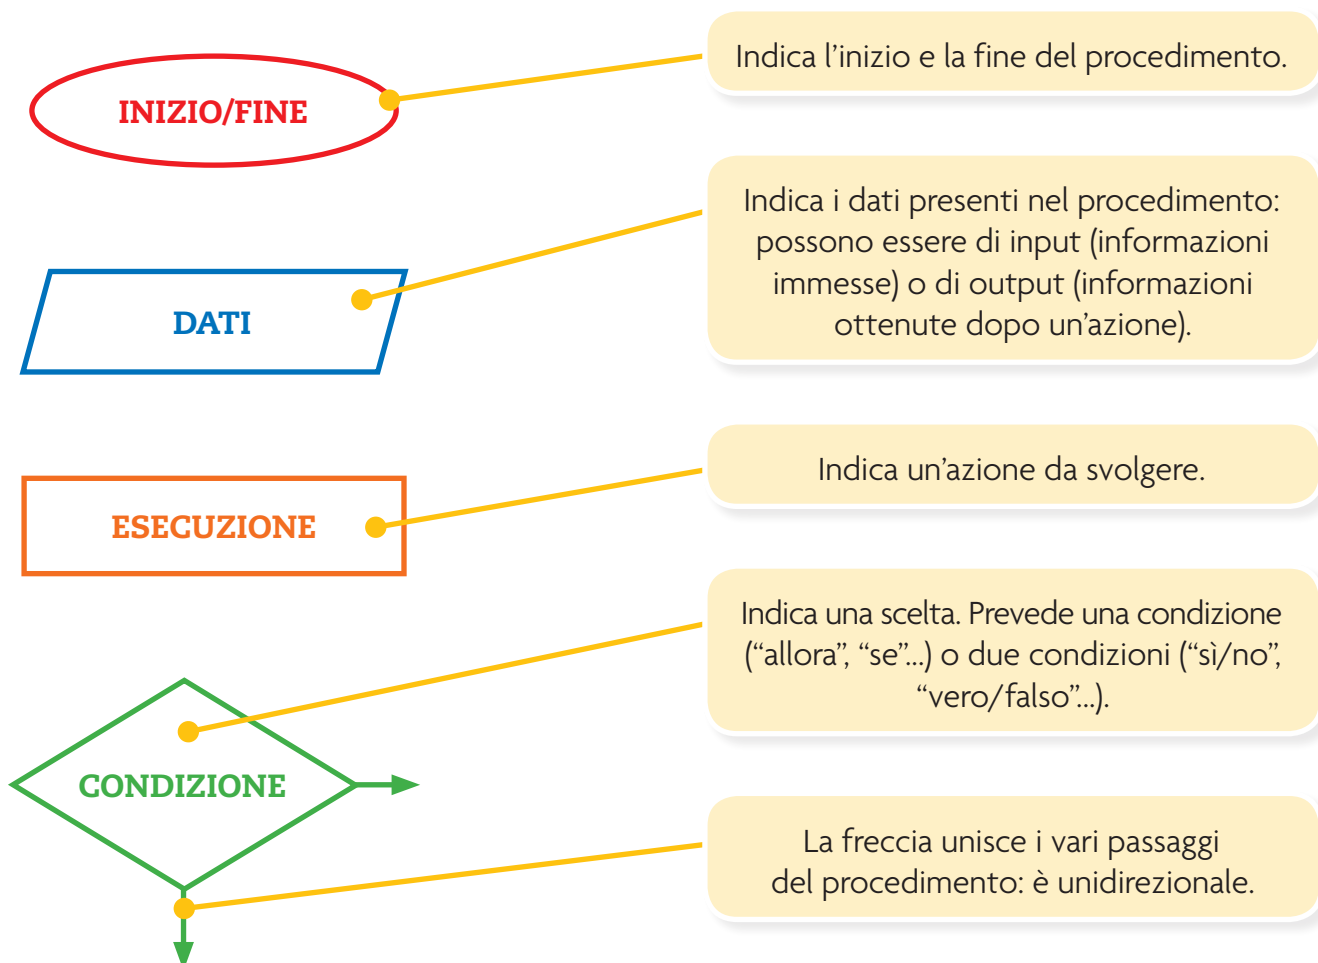 INIZIO/FINE
Indica l’inizio e la fine del procedimento.
DATI
Indica i dati presenti nel procedimento:
possono essere di input (informazioni
immesse) o di output (informazioni
ottenute dopo un’azione).
ESECUZIONE
Indica un’azione da svolgere.
CONDIZIONE
Indica una scelta. Prevede una condizione
(“allora”, “se”...) o due condizioni (“sì/no”,
“vero/falso”...).
La freccia unisce i vari passaggi
del procedimento: è unidirezionale.